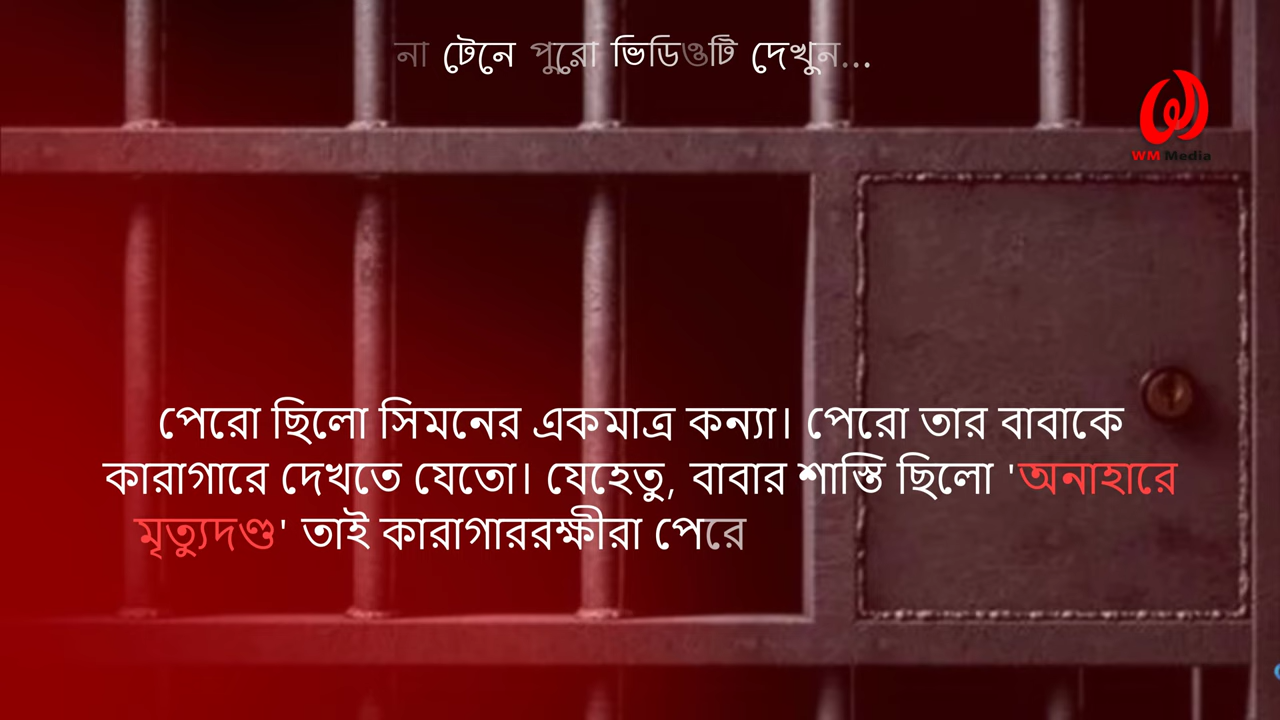 না টেনে পুরো ভিডিওটি দেখুন...
WM Media
পেরো ছিলো সিমনের একমাত্র কন্যা। পেরো তার বাবাকে
কারাগারে দেখতে যেতো। যেহেতু, বাবার শাস্তি ছিলো 'অনাহারে
মৃত্যুদণ্ড' তাই কারাগাররক্ষীরা পেরে